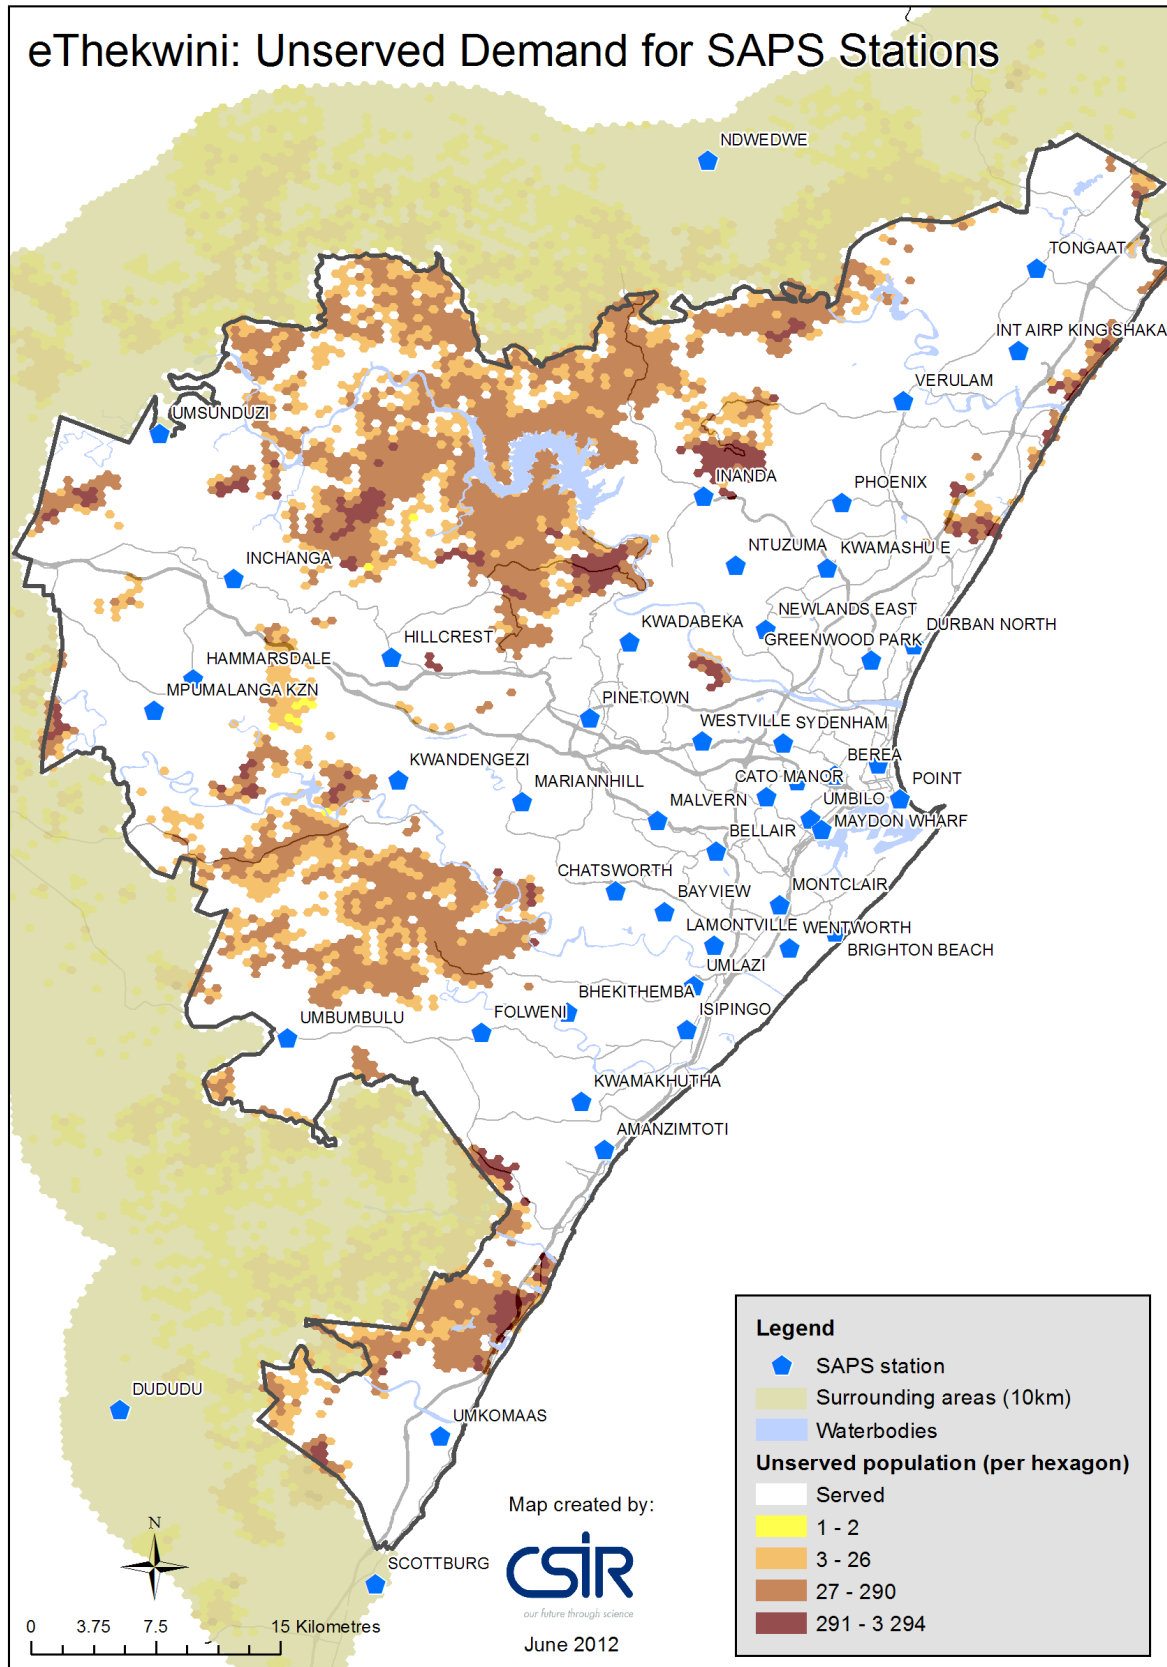 eThekwini: Unserved Demand for SAPS Stations
NDWEDWE
TONGAAT
INT AIRP KING SHAKA
VERULAM
UMSUNDUZI
INANDA
PHOENIX
NTUZUMA
KWAMASHU E
INCHANGA
NEWLANDS EAST
KWADABEKA
GREENWOOD PARK
DURBAN NORTH
HILLCREST
HAMMARSDALE
MPUMALANGA KZN
PINETOWN
WESTVILLE
SYDENHAM
KWANDENGEZI
BEREA
MARIANNHILL
CATO MANOR
POINT
MALVERN
UMBILO
BELLAIR
MAYDON WHARF
CHATSWORTH
BAYVIEW
MONTCLAIR
LAMONTVILLE
WENTWORTH
BRIGHTON BEACH
UMLAZI
BHEKITHEMBA
UMBUMBULU
FOLWENI
ISIPINGO
KWAMAKHUTHA
AMANZIMTOTI
DUDUDU
UMKOMAAS
SCOTTBURG
Legend
SAPS station
Surrounding areas (10km)
Waterbodies
Unserved population (per hexagon)
Served
1 - 2
3 - 26
27 - 290
291 - 3 294
Map created by:
CSIR
our future through science
June 2012
N
0 3.75 7.5 15 Kilometres